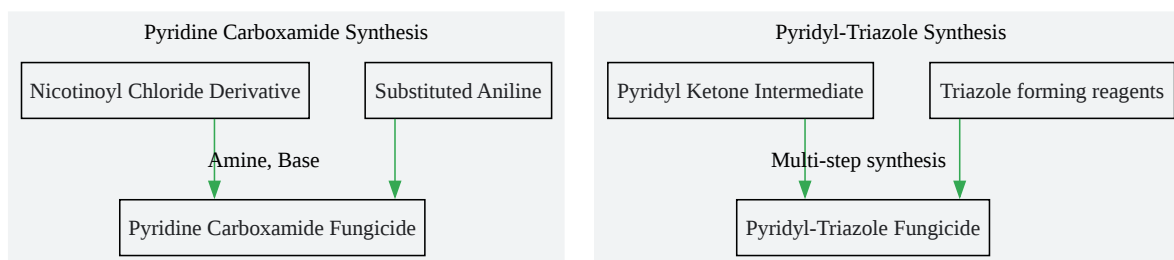 Pyridine Carboxamide Synthesis
Nicotinoyl Chloride Derivative
Substituted Aniline
Amine, Base
Pyridine Carboxamide Fungicide
Pyridyl-Triazole Synthesis
Pyridyl Ketone Intermediate
Triazole forming reagents
Multi-step synthesis
Pyridyl-Triazole Fungicide